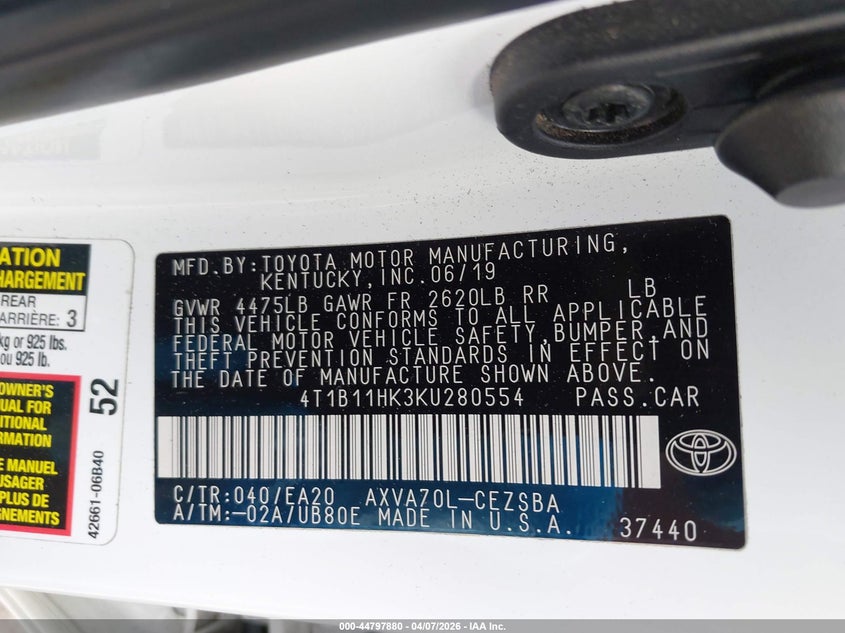 MFD.BY:TOYOTA MOTOR MANUFACTURING,
KENTUCKY,INC.06/19
GVWR 4475LB GAWR FR 2620LB RR LB
THIS VEHICLE CONFORMS TO ALL APPLICABLE
FEDERAL MOTOR VEHICLE SAFETY,BUMPER,AND
THEFT PREVENTION STANDARDS IN EFFECT ON
THE DATE OF MANUFACTURE SHOWN ABOVE.
4T1B11HK3KU280554 PASS.CAR
C/TR:040/EA20 AXVA70L-CEZSBA
A/TM:-02A/UB80E MADE IN U.S.A. 37440
ATION
HARGEMENT
REAR
ARRIÈRE: 3
kg or 925 lbs.
ou 925 lb.
OWNER'S
UAL FOR
DITIONAL
ORMATION
E MANUEL
USAGER
PLUS DE
GNEMENTS
52
42661-06B40
000-44797880 - 04/07/2026 - IAA Inc.